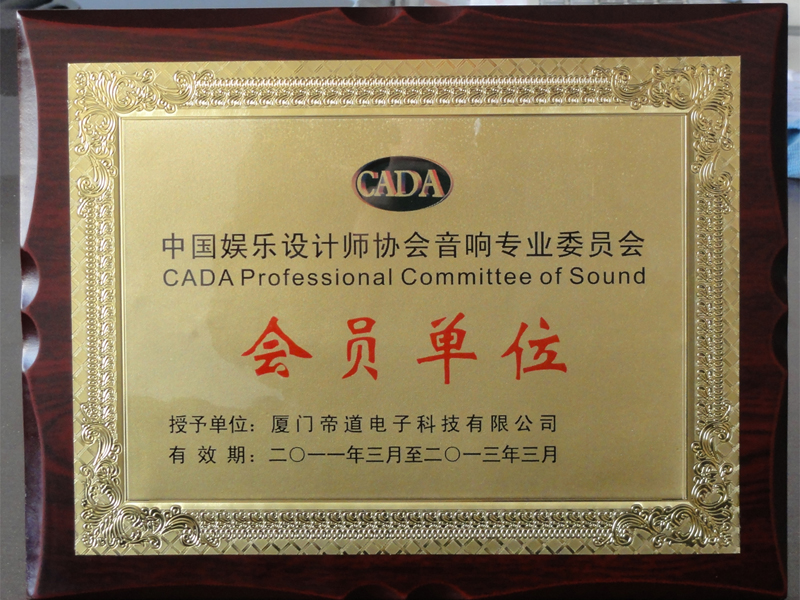 CADA
中国娱乐设计师协会音响专业委员会
CADA Professional Committee of Sound
会员单位
授予单位：厦门帝道电子科技有限公司
有效期：二〇一一年三月至二〇一三年三月